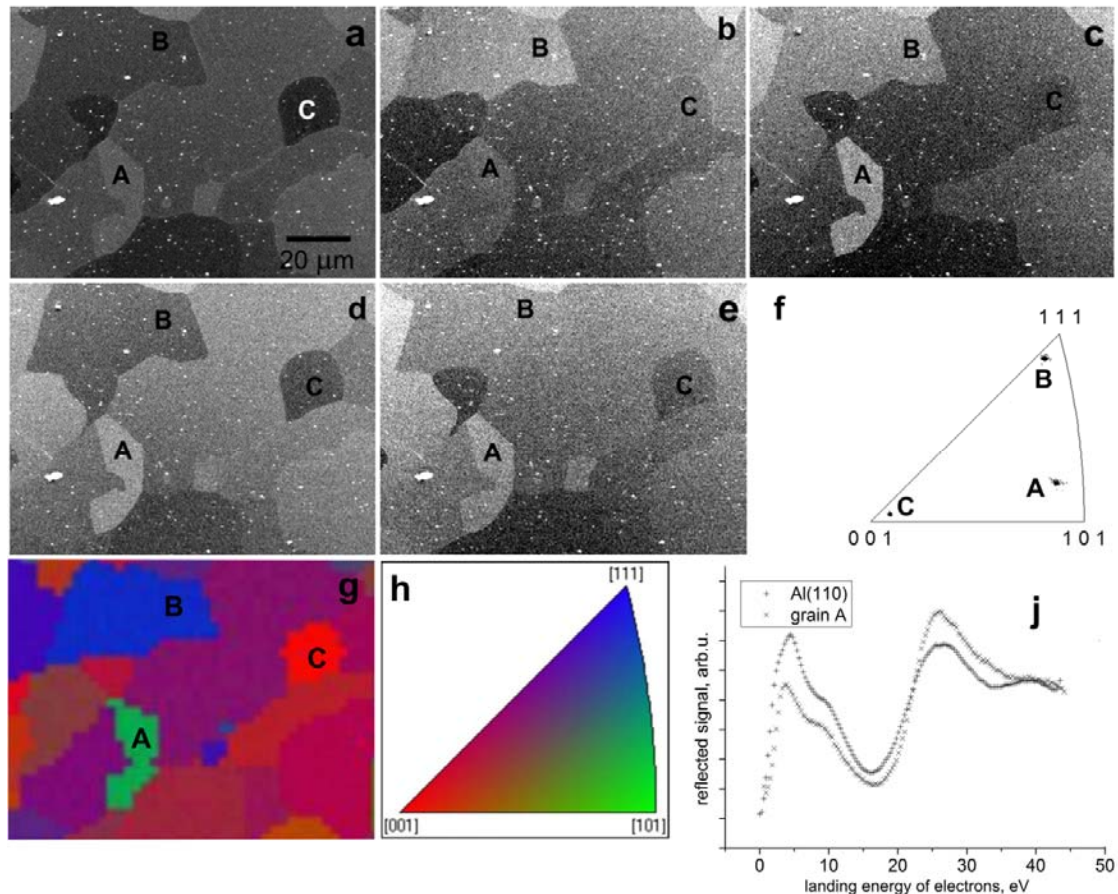 a
B
C
A
20 µm
b
B
C
A
c
B
C
A
d
B
C
A
e
B
C
A
f
1 1 1
B
A
C
0 0 1
1 0 1
g
B
C
A
h
[111]
[001]
[101]
j
+ Al(110)
× grain A
reflected signal, arb.u.
0 10 20 30 40 50
landing energy of electrons, eV